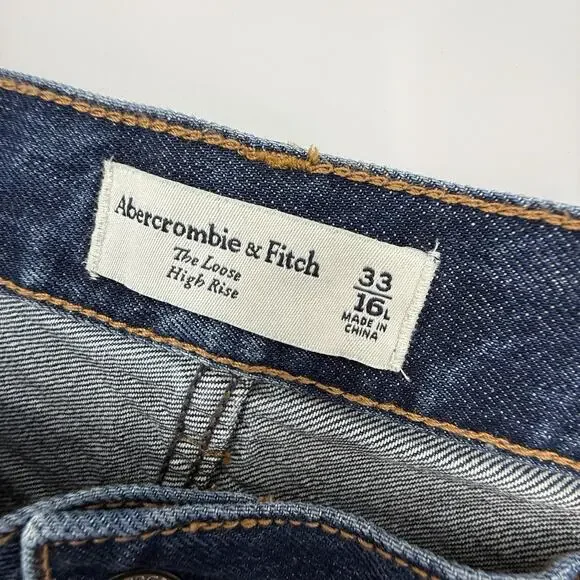 Abercrombie & Fitch
The Loose
High Rise
33
16L
MADE IN
CHINA